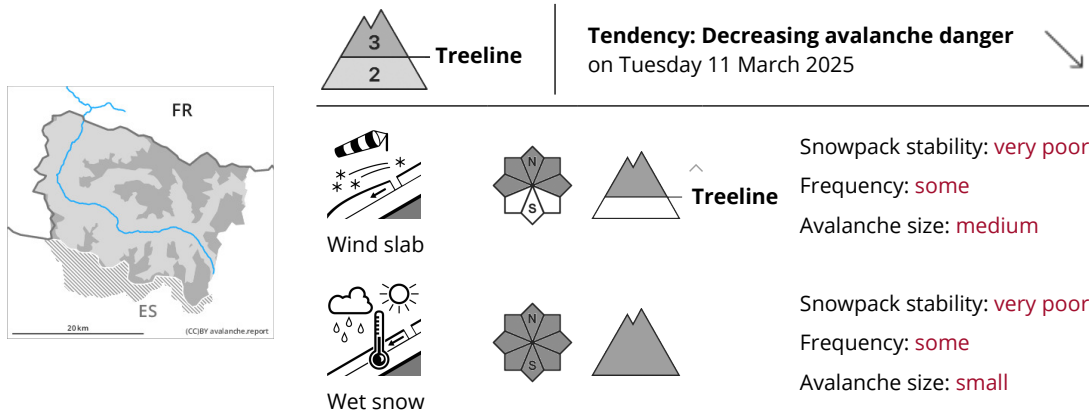 3
2
Treeline
Tendency: Decreasing avalanche danger
on Tuesday 11 March 2025
FR
ES
20 km
(CC)BY avalanche.report
Wind slab
N
S
Treeline
Snowpack stability: very poor
Frequency: some
Avalanche size: medium
Wet snow
N
S
Snowpack stability: very poor
Frequency: some
Avalanche size: small